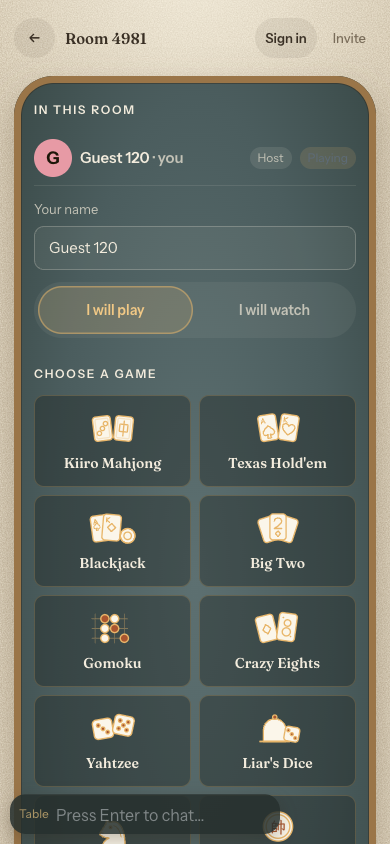 Room 4981
Sign in
Invite
IN THIS ROOM
G
Guest 120 · you
Host
Playing
Your name
Guest 120
I will play
I will watch
CHOOSE A GAME
Kiiro Mahjong
Texas Hold'em
Blackjack
Big Two
Gomoku
Crazy Eights
Yahtzee
Liar's Dice
Table
Press Enter to chat...